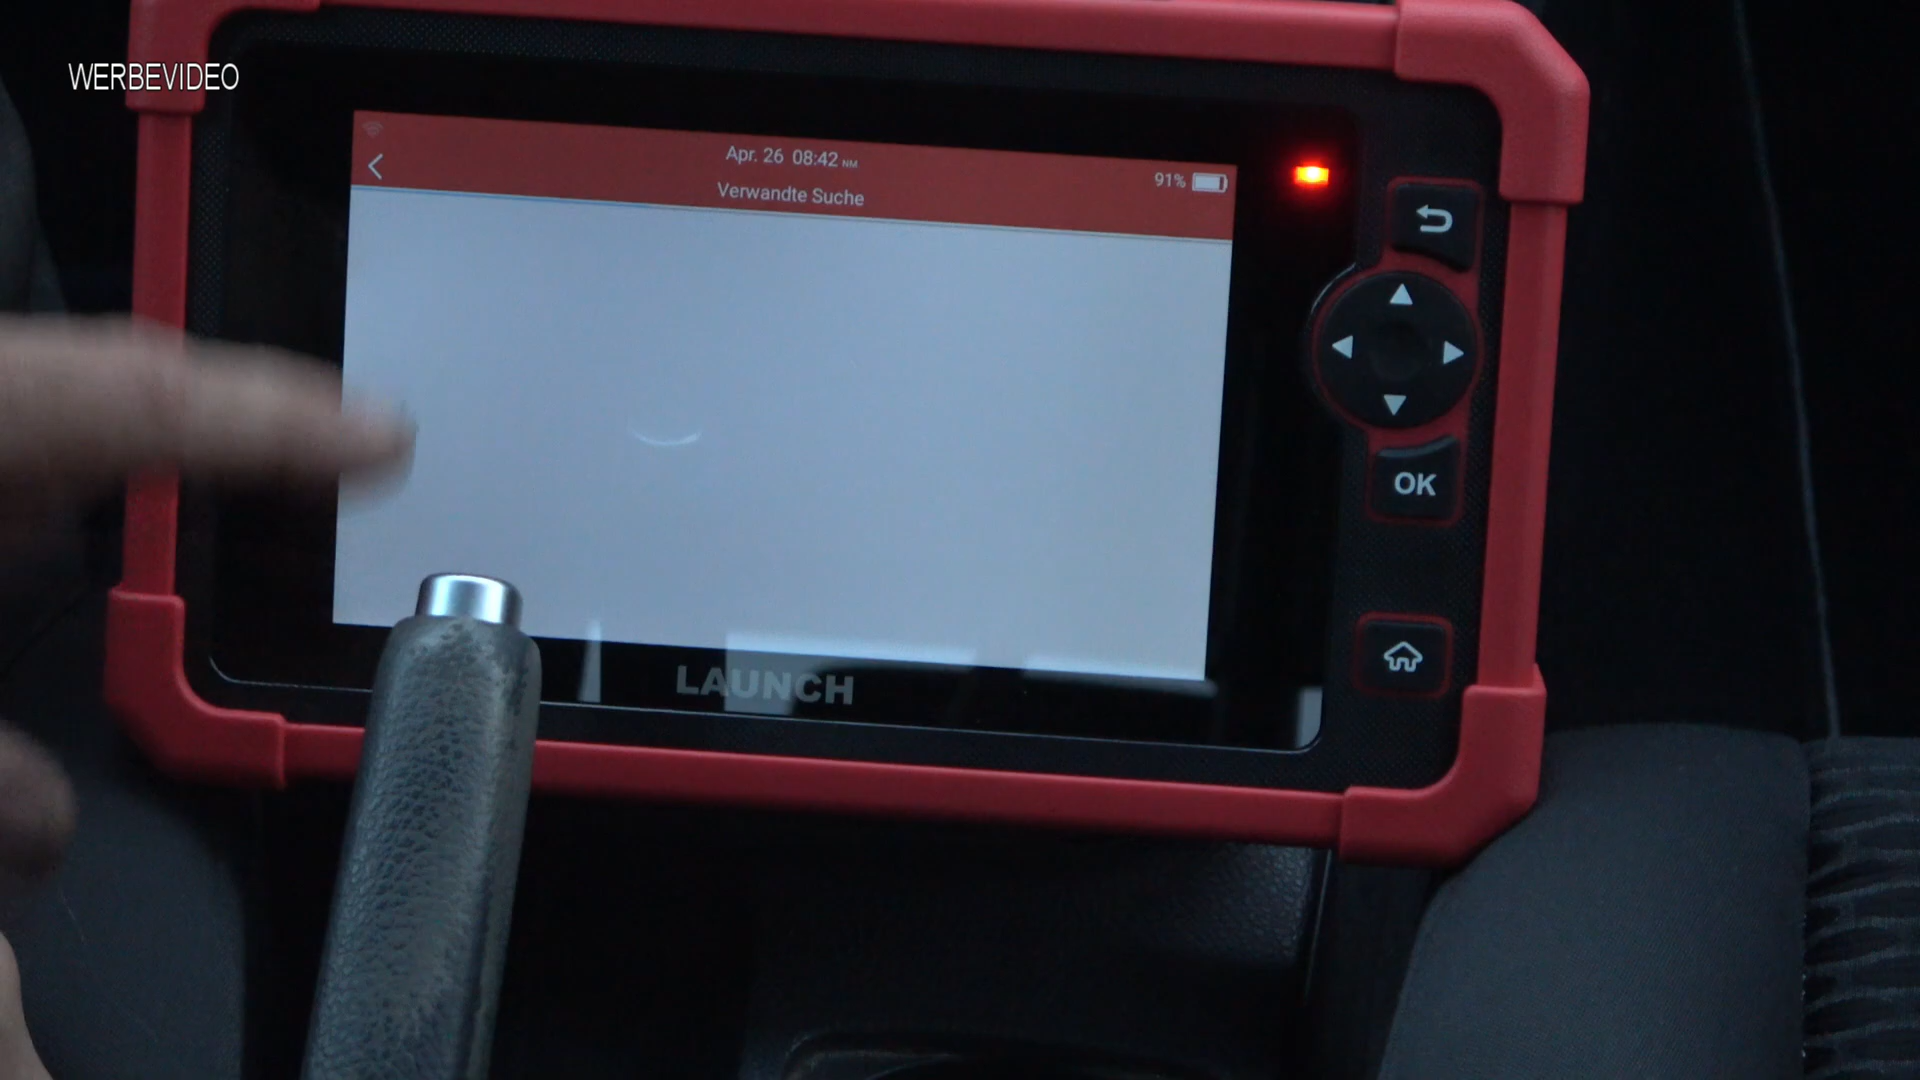 WERBEVIDEO
Apr. 26 08:42 NM
91%
Verwandte Suche
OK
LAUNCH